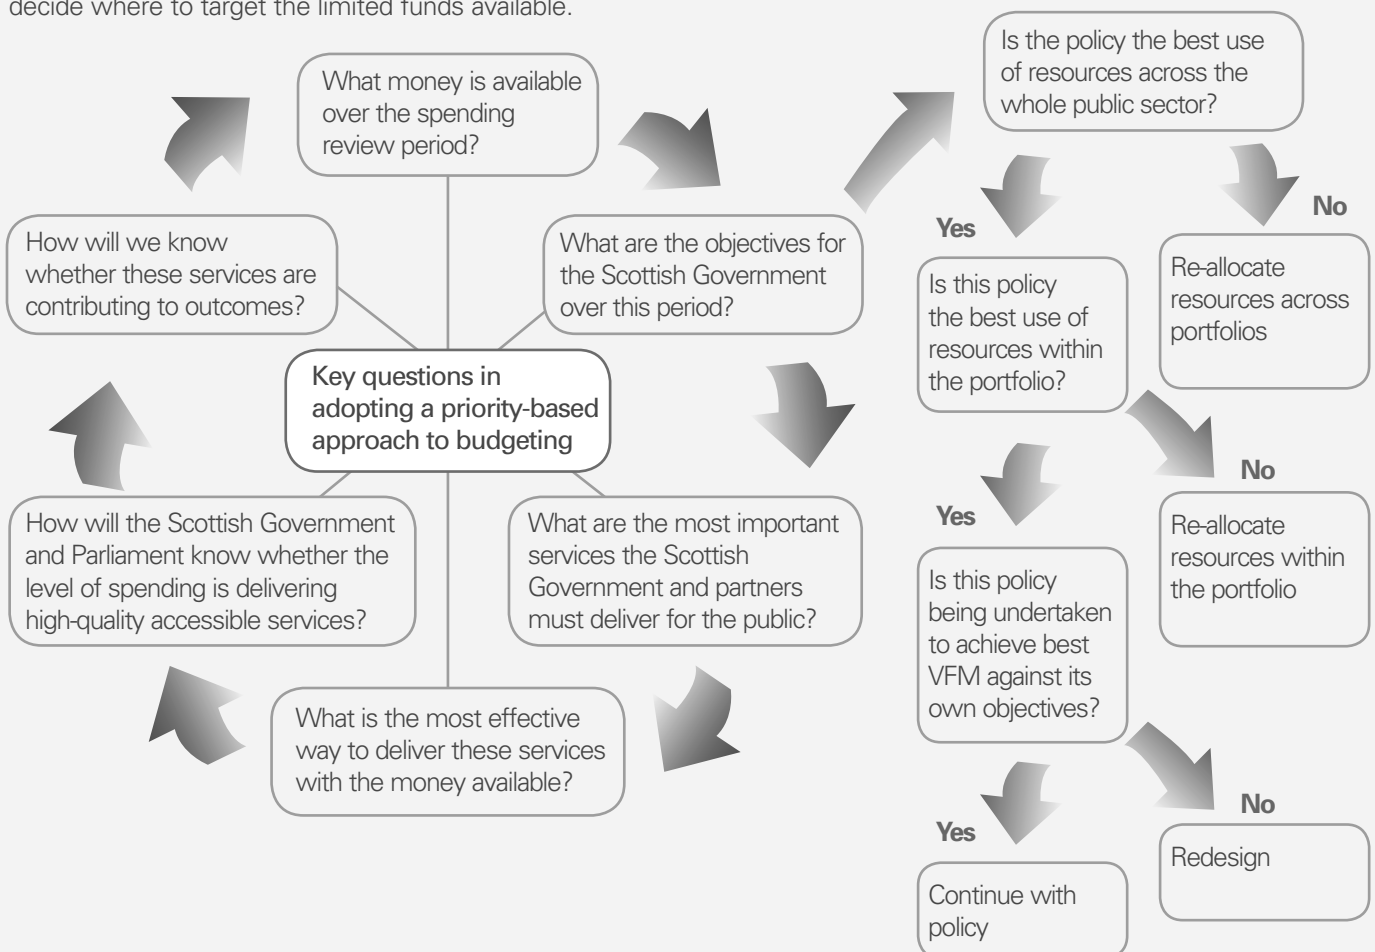 decide where to target the limited funds available.
What money is available
over the spending
review period?
What are the objectives for
the Scottish Government
over this period?
What are the most important
services the Scottish
Government and partners
must deliver for the public?
What is the most effective
way to deliver these services
with the money available?
How will the Scottish Government
and Parliament know whether the
level of spending is delivering
high-quality accessible services?
How will we know
whether these services are
contributing to outcomes?
Key questions in
adopting a priority-based
approach to budgeting
Is the policy the best use
of resources across the
whole public sector?
Yes
No
Is this policy
the best use of
resources within
the portfolio?
Re-allocate
resources across
portfolios
Yes
No
Is this policy
being undertaken
to achieve best
VFM against its
own objectives?
Re-allocate
resources within
the portfolio
Yes
No
Continue with
policy
Redesign